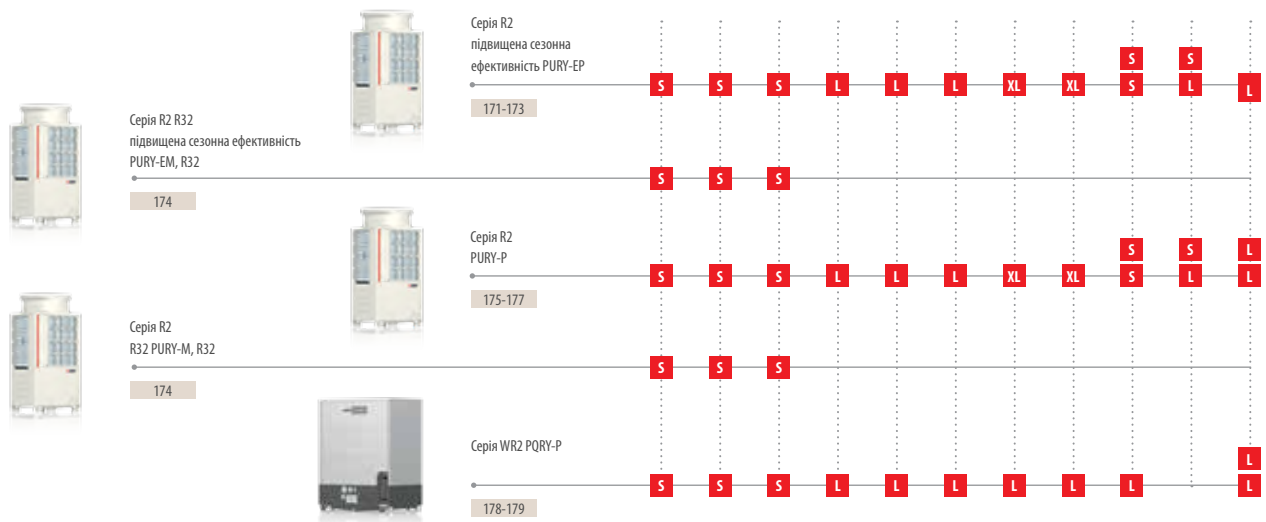 Серія R2
підвищена сезонна
ефективність PURY-EP
S S
S S S L L L XL XL S L L
171-173
Серія R2 R32
підвищена сезонна ефективність
PURY-EM, R32
S S S
174
Серія R2
PURY-P
S S L
S S S L L L XL XL S L L
175-177
Серія R2
R32 PURY-M, R32
S S S
174
Серія WR2 PQRY-P
L
S S S L L L L L L L
178-179